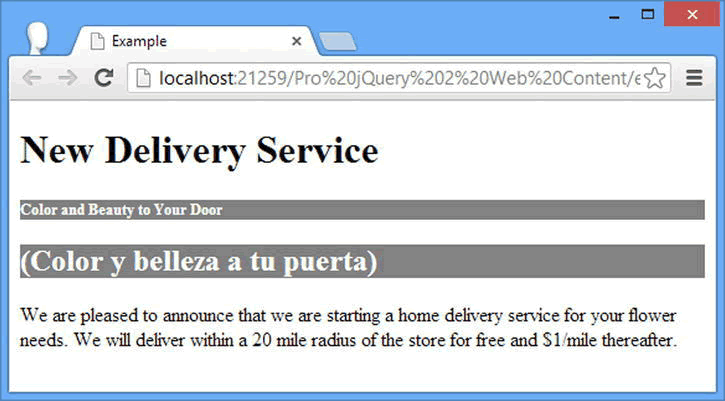 Example
localhost:21259/Pro%20jQuery%202%20Web%20Content/e
New Delivery Service
Color and Beauty to Your Door
(Color y belleza a tu puerta)
We are pleased to announce that we are starting a home delivery service for your flower
needs. We will deliver within a 20 mile radius of the store for free and $1/mile thereafter.